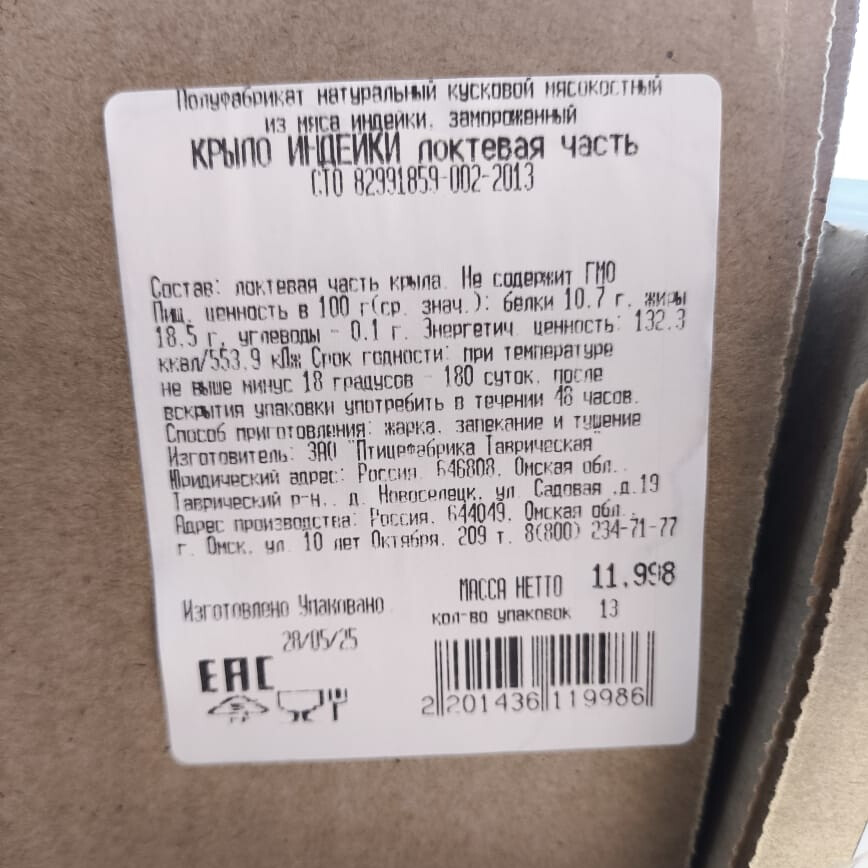 Полуфабрикат натуральный кусковой мясокостный
из мяса индейки, замороженный
КРЫЛО ИНДЕЙКИ локтевая часть
СТО 82991859-002-2013
Состав: локтевая часть крыла. Не содержит ГМО
Пищ. ценность в 100 г(ср. знач.): белки 10.7 г, жиры
18.5 г, углеводы - 0.1 г. Энергетич. ценность: 132.3
ккал/553.9 кДж Срок годности: при температуре
не выше минус 18 градусов - 180 суток, после
вскрытия упаковки употребить в течении 48 часов.
Способ приготовления: жарка, запекание и тушение
Изготовитель: ЗАО "Птицефабрика Таврическая"
Юридический адрес: Россия, 646808, Омская обл.,
Таврический р-н., д. Новоселецк, ул. Садовая ,д.19
Адрес производства: Россия, 644049, Омская обл.,
г. Омск, ул. 10 лет Октября, 209 т. 8(800) 234-71-77
МАССА НЕТТО 11.998
Изготовлено Упаковано
кол-во упаковок 13
28/05/25
EAC
2 201436 119986